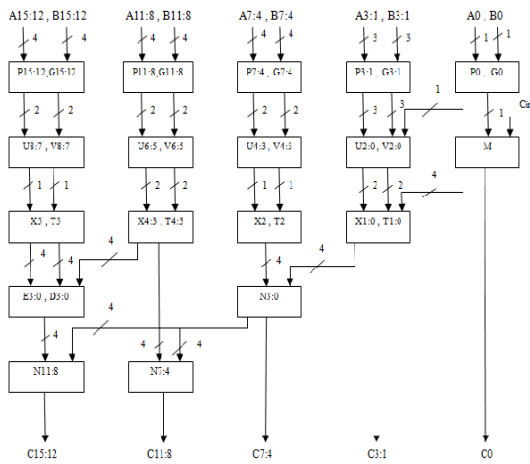 A15:12 , B15:12 A11:8 , B11:8 A7:4 , B7:4 A3:1 , B3:1 A0 , B0
4 4 4 4 4 4 3 3 1 1
P15:12,G15:12 P11:8,G11:8 P7:4 , G7:4 P3:1 , G3:1 P0 , G0
2 2 2 2 2 2 3 3 1 1 Cin
U8:7 , V8:7 U6:5 , V6:5 U4:3 , V4:3 U2:0 , V2:0 M
1 1 2 2 1 1 2 2 4
X5 , T5 X4:3 , T4:3 X2 , T2 X1:0 , T1:0
4 4 4 4 4
E3:0 , D3:0 N3:0
4 4 4 4
N11:8 N7:4
C15:12 C11:8 C7:4 C3:1 C0